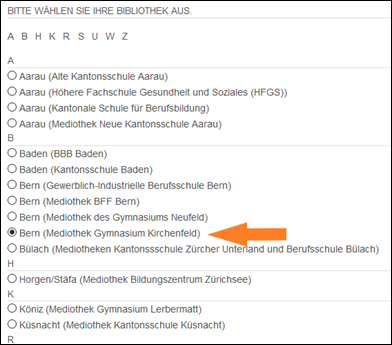 BITTE WÄHLEN SIE IHRE BIBLIOTHEK AUS.
A B H K R S U W Z
A
Aarau (Alte Kantonsschule Aarau)
Aarau (Höhere Fachschule Gesundheit und Soziales (HFGS))
Aarau (Kantonale Schule für Berufsbildung)
Aarau (Mediothek Neue Kantonsschule Aarau)
B
Baden (BBB Baden)
Baden (Kantonsschule Baden)
Bern (Gewerblich-Industrielle Berufsschule Bern)
Bern (Mediothek BFF Bern)
Bern (Mediothek des Gymnasiums Neufeld)
Bern (Mediothek Gymnasium Kirchenfeld)
Bülach (Mediotheken Kantonssschule Zürcher Unterland und Berufsschule Bülach)
H
Horgen/Stäfa (Mediothek Bildungszentrum Zürichsee)
K
Köniz (Mediothek Gymnasium Lerbermatt)
Küsnacht (Mediothek Kantonsschule Küsnacht)
R